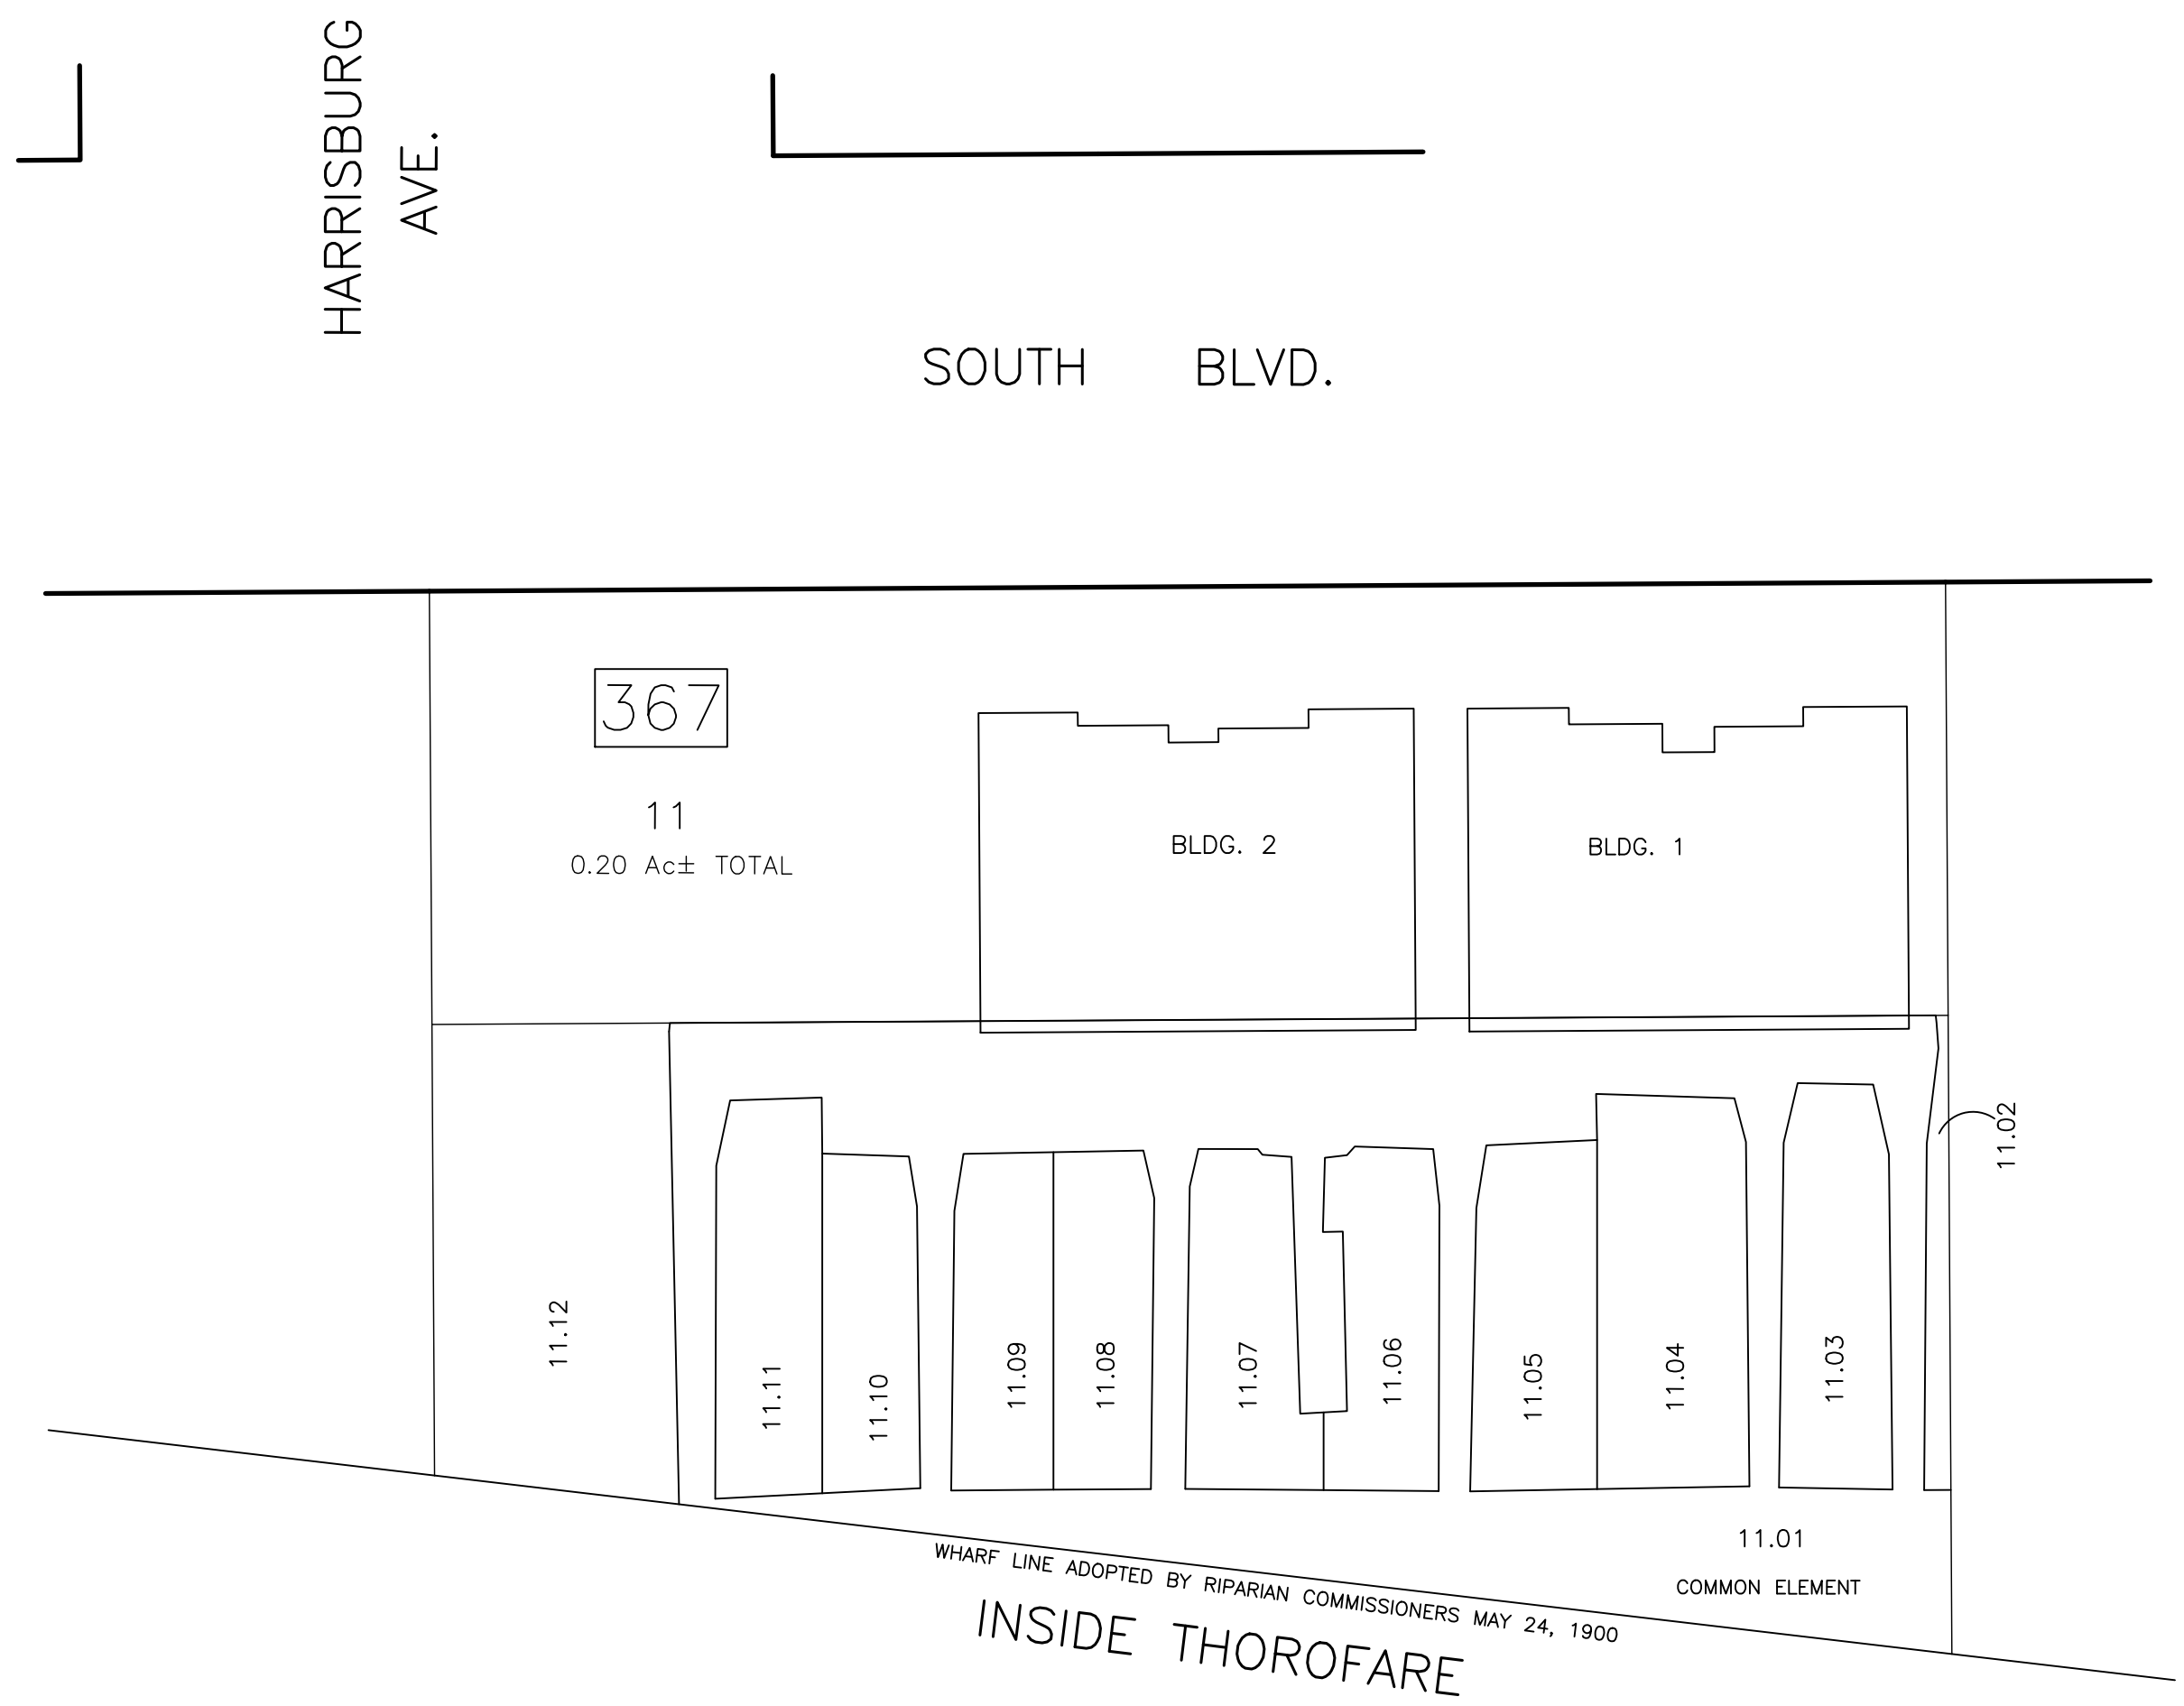 HARRISBURG
AVE.
SOUTH BLVD.
367
11
0.20 Ac± TOTAL
BLDG. 2
BLDG. 1
11.02
11.12
11.11
11.10
11.09
11.08
11.07
11.06
11.05
11.04
11.03
11.01
COMMON ELEMENT
WHARF LINE ADOPTED BY RIPARIAN COMMISSIONERS MAY 24, 1900
INSIDE THOROFARE